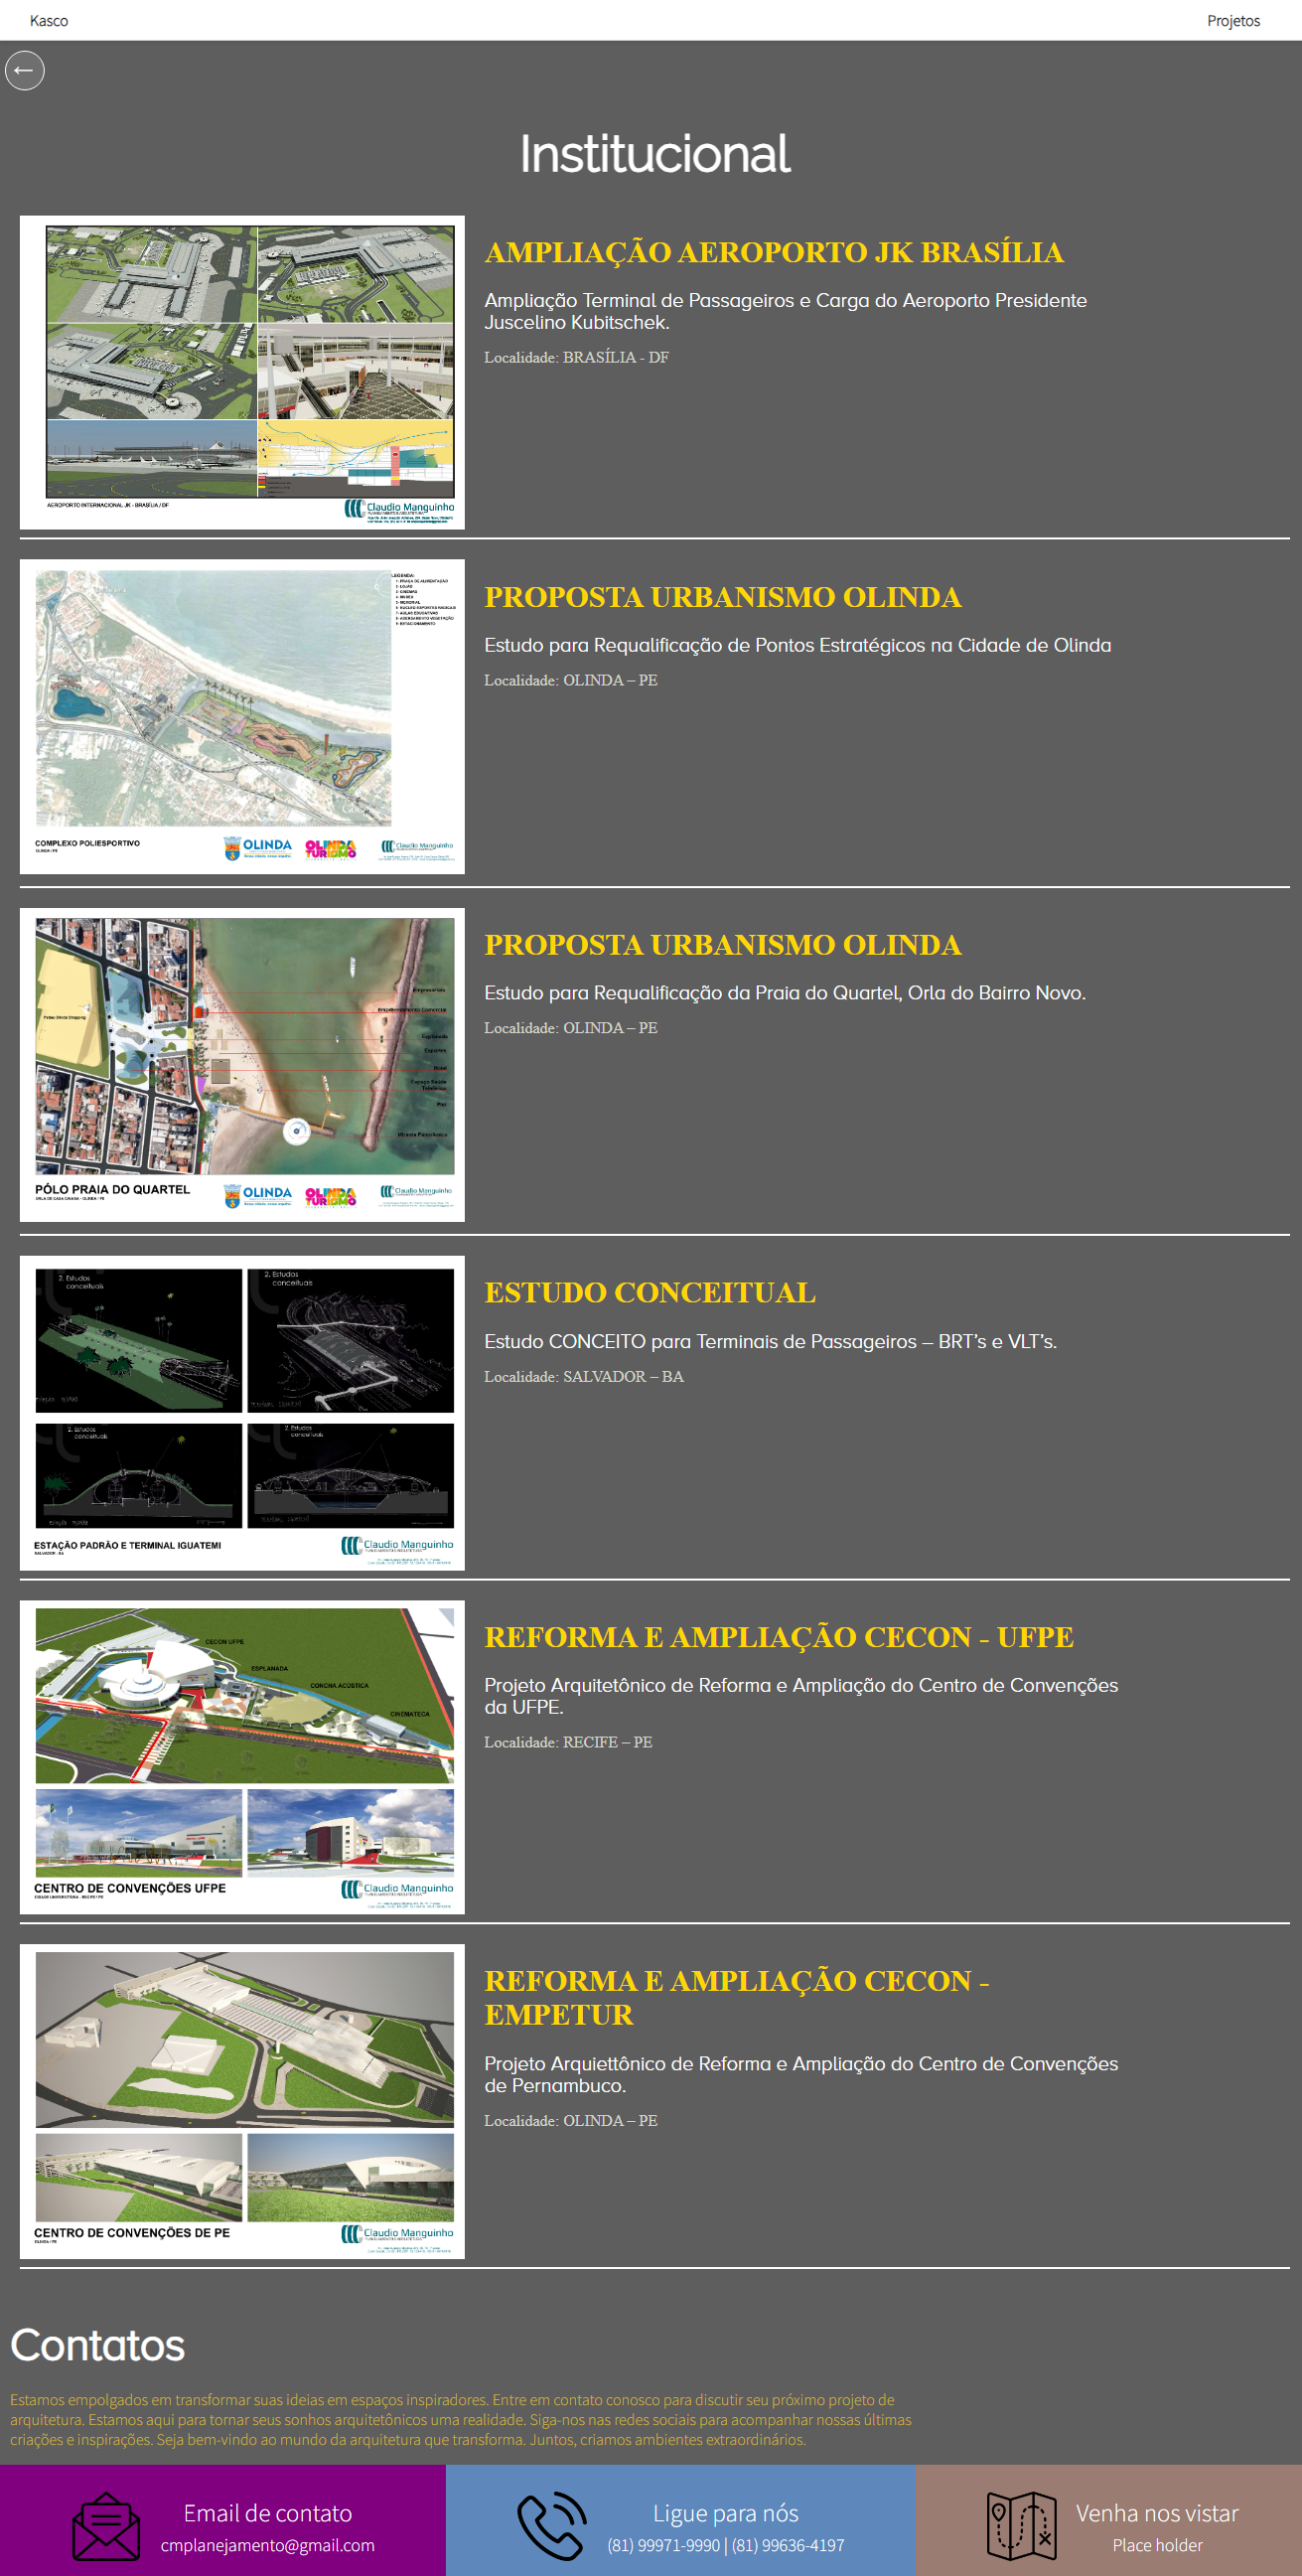 Kasco
Projetos
←
Institucional
AEROPORTO INTERNACIONAL JK - BRASÍLIA / DF
Claudio Manguinho
AMPLIAÇÃO AEROPORTO JK BRASÍLIA
Ampliação Terminal de Passageiros e Carga do Aeroporto Presidente
Juscelino Kubitschek.
Localidade: BRASÍLIA - DF
LEGENDA:
COMPLEXO POLIESPORTIVO
OLINDA / PE
OLINDA
OLINDA
TURISMO
Claudio Manguinho
PROPOSTA URBANISMO OLINDA
Estudo para Requalificação de Pontos Estratégicos na Cidade de Olinda
Localidade: OLINDA – PE
Empreendimento Comercial
Esportes
Hotel
Pier
PÓLO PRAIA DO QUARTEL
OLINDA
OLINDA
TURISMO
Claudio Manguinho
PROPOSTA URBANISMO OLINDA
Estudo para Requalificação da Praia do Quartel, Orla do Bairro Novo.
Localidade: OLINDA – PE
2. Estudos
conceituais
2. Estudos
conceituais
2. Estudos
conceituais
2. Estudos
conceituais
ESTAÇÃO PADRÃO E TERMINAL IGUATEMI
SALVADOR - BA
Claudio Manguinho
ESTUDO CONCEITUAL
Estudo CONCEITO para Terminais de Passageiros – BRT’s e VLT’s.
Localidade: SALVADOR – BA
CECON UFPE
ESPLANADA
CONCHA ACÚSTICA
CINEMATECA
CENTRO DE CONVENÇÕES UFPE
Claudio Manguinho
REFORMA E AMPLIAÇÃO CECON - UFPE
Projeto Arquitetônico de Reforma e Ampliação do Centro de Convenções
da UFPE.
Localidade: RECIFE – PE
CENTRO DE CONVENÇÕES DE PE
OLINDA / PE
Claudio Manguinho
REFORMA E AMPLIAÇÃO CECON -
EMPETUR
Projeto Arquiettônico de Reforma e Ampliação do Centro de Convenções
de Pernambuco.
Localidade: OLINDA – PE
Contatos
Estamos empolgados em transformar suas ideias em espaços inspiradores. Entre em contato conosco para discutir seu próximo projeto de
arquitetura. Estamos aqui para tornar seus sonhos arquitetônicos uma realidade. Siga-nos nas redes sociais para acompanhar nossas últimas
criações e inspirações. Seja bem-vindo ao mundo da arquitetura que transforma. Juntos, criamos ambientes extraordinários.
Email de contato
cmplanejamento@gmail.com
Ligue para nós
(81) 99971-9990 | (81) 99636-4197
Venha nos vistar
Place holder